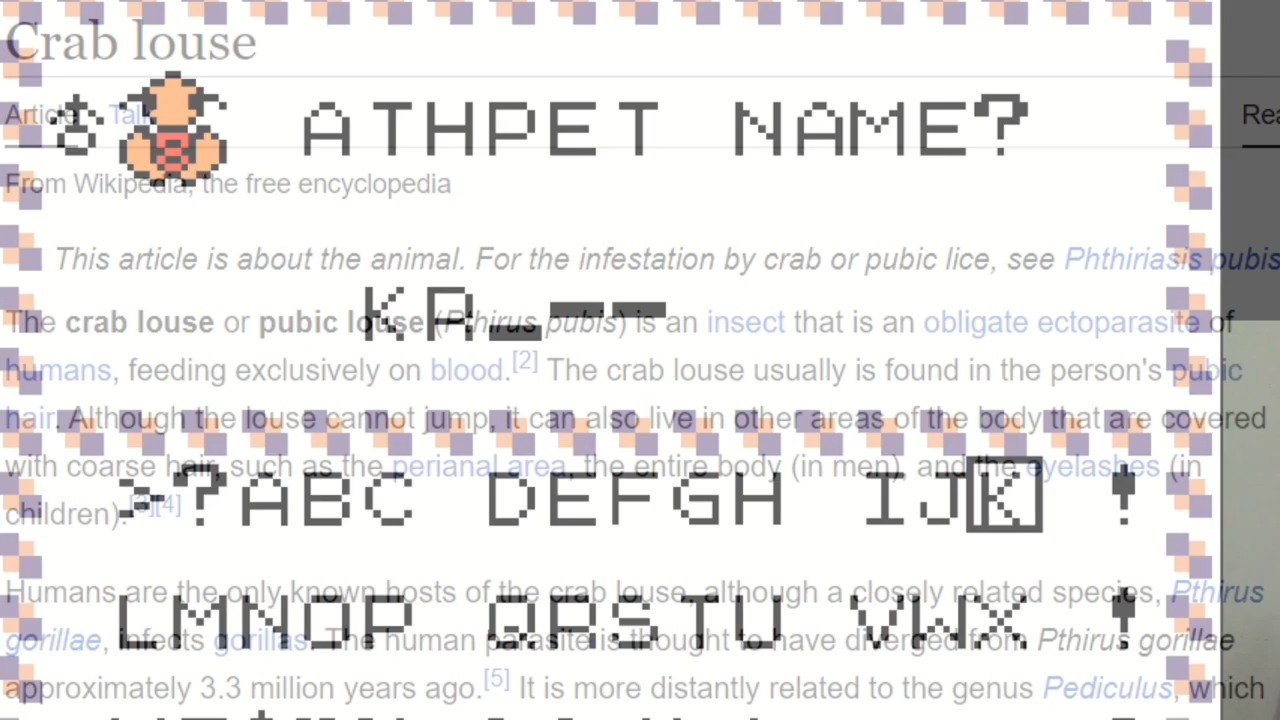 Crab louse
Article Talk
Rea
ATHPET NAME?
From Wikipedia, the free encyclopedia
This article is about the animal. For the infestation by crab or pubic lice, see Phthiriasis pubis
KR___
The crab louse or pubic louse (Pthirus pubis) is an insect that is an obligate ectoparasite of
humans, feeding exclusively on blood.[2] The crab louse usually is found in the person's pubic
hair. Although the louse cannot jump, it can also live in other areas of the body that are covered
with coarse hair, such as the perianal area, the entire body (in men), and the eyelashes (in
>?ABC DEFGH IJK !
children).[3][4]
Humans are the only known hosts of the crab louse, although a closely related species, Pthirus
LMNOP QRSTU VWX !
gorillae, infects gorillas. The human parasite is thought to have diverged from Pthirus gorillae
approximately 3.3 million years ago.[5] It is more distantly related to the genus Pediculus, which